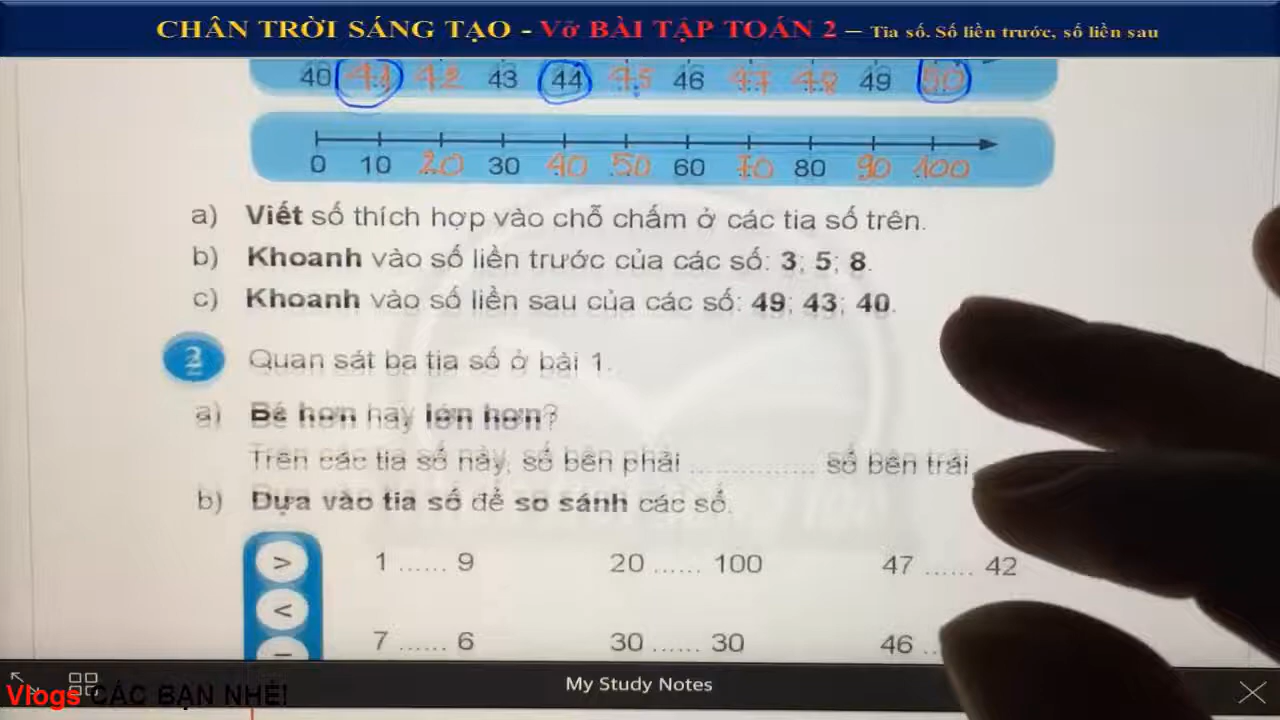 CHÂN TRỜI SÁNG TẠO - Vở BÀI TẬP TOÁN 2 – Tia số. Số liền trước, số liền sau
40 41 42 43 44 45 46 47 48 49 50
0 10 20 30 40 50 60 70 80 90 100
a) Viết số thích hợp vào chỗ chấm ở các tia số trên.
b) Khoanh vào số liền trước của các số: 3; 5; 8.
c) Khoanh vào số liền sau của các số: 49; 43; 40.
2 Quan sát ba tia số ở bài 1.
a) Bé hơn hay lớn hơn?
Trên các tia số này, số bên phải ............... số bên trái
b) Dựa vào tia số để so sánh các số.
> 1 ...... 9 20 ...... 100 47 ...... 42
<
7 ...... 6 30 ...... 30 46 ..
My Study Notes
Vlogs CÁC BẠN NHÉ!